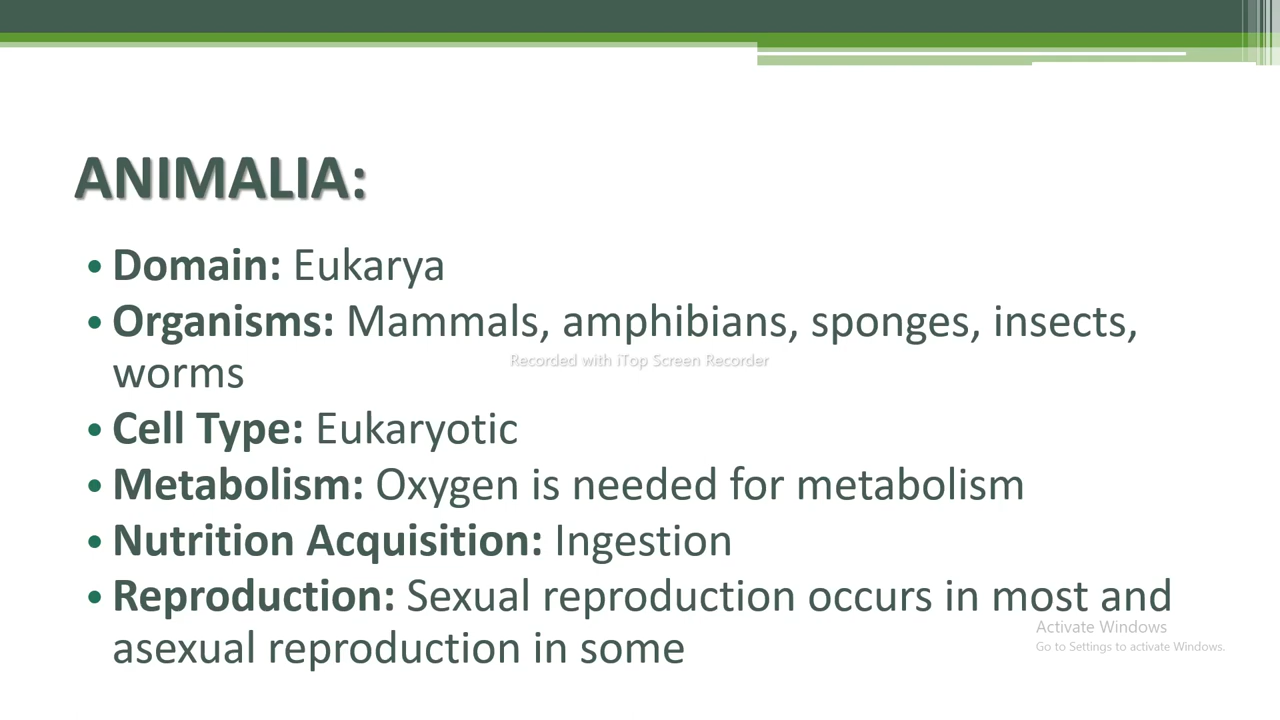 ANIMALIA:
• Domain: Eukarya
• Organisms: Mammals, amphibians, sponges, insects,
worms
Recorded with iTop Screen Recorder
• Cell Type: Eukaryotic
• Metabolism: Oxygen is needed for metabolism
• Nutrition Acquisition: Ingestion
• Reproduction: Sexual reproduction occurs in most and
asexual reproduction in some
Activate Windows
Go to Settings to activate Windows.